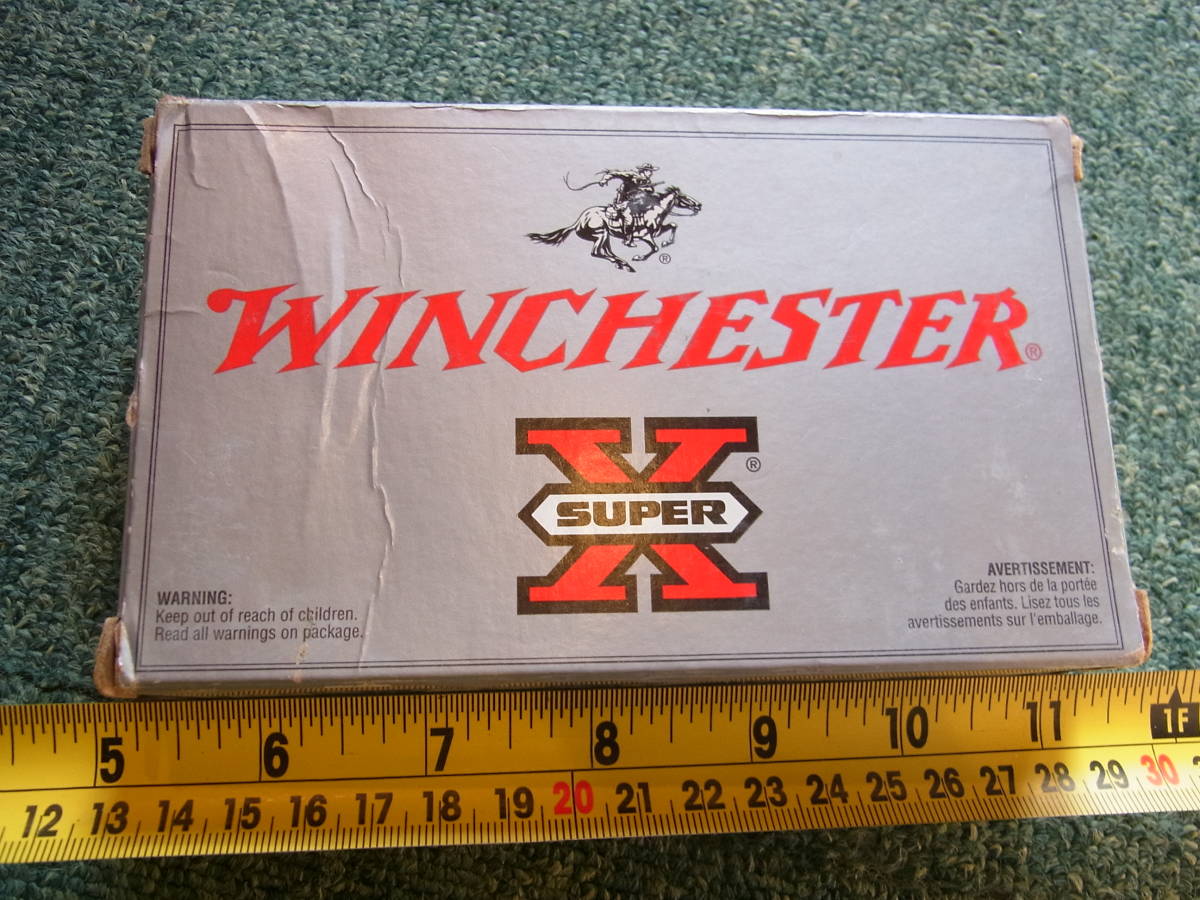 ®
WINCHESTER®
X ®
SUPER
WARNING:
Keep out of reach of children.
Read all warnings on package.
AVERTISSEMENT:
Gardez hors de la portée
des enfants. Lisez tous les
avertissements sur l'emballage.
5 6 7 8 9 10 11 1F
12 13 14 15 16 17 18 19 20 21 22 23 24 25 26 27 28 29 30